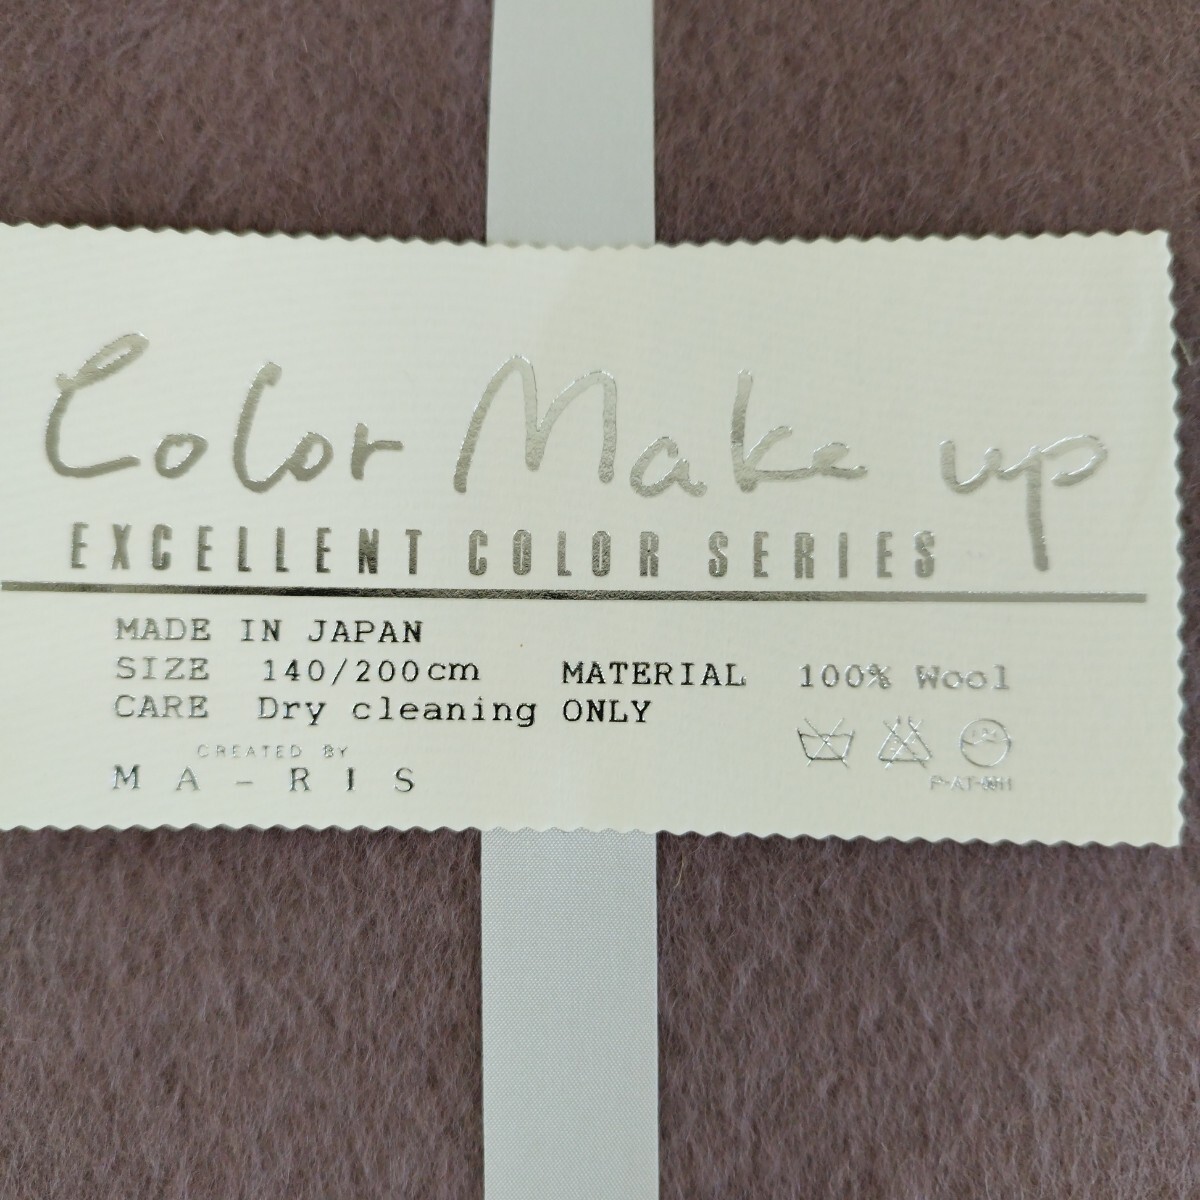 Color Make up
EXCELLENT COLOR SERIES
MADE IN JAPAN
SIZE 140/200cm MATERIAL 100% Wool
CARE Dry cleaning ONLY
CREATED BY
MA-RIS